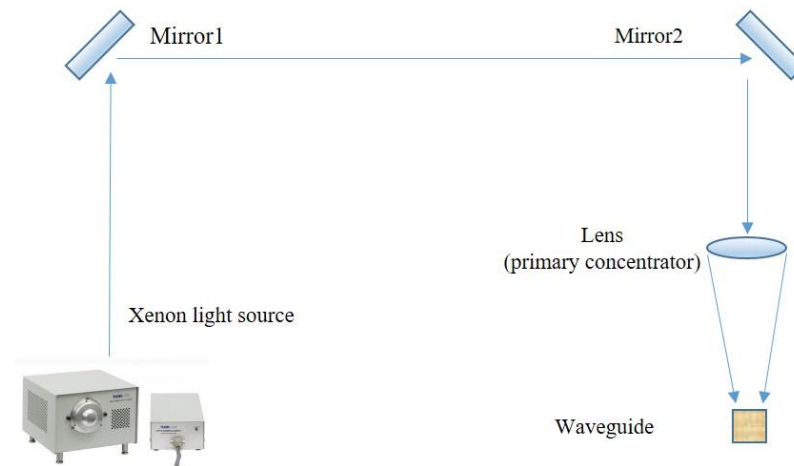 Mirror1
Mirror2
Lens
(primary concentrator)
Xenon light source
Waveguide